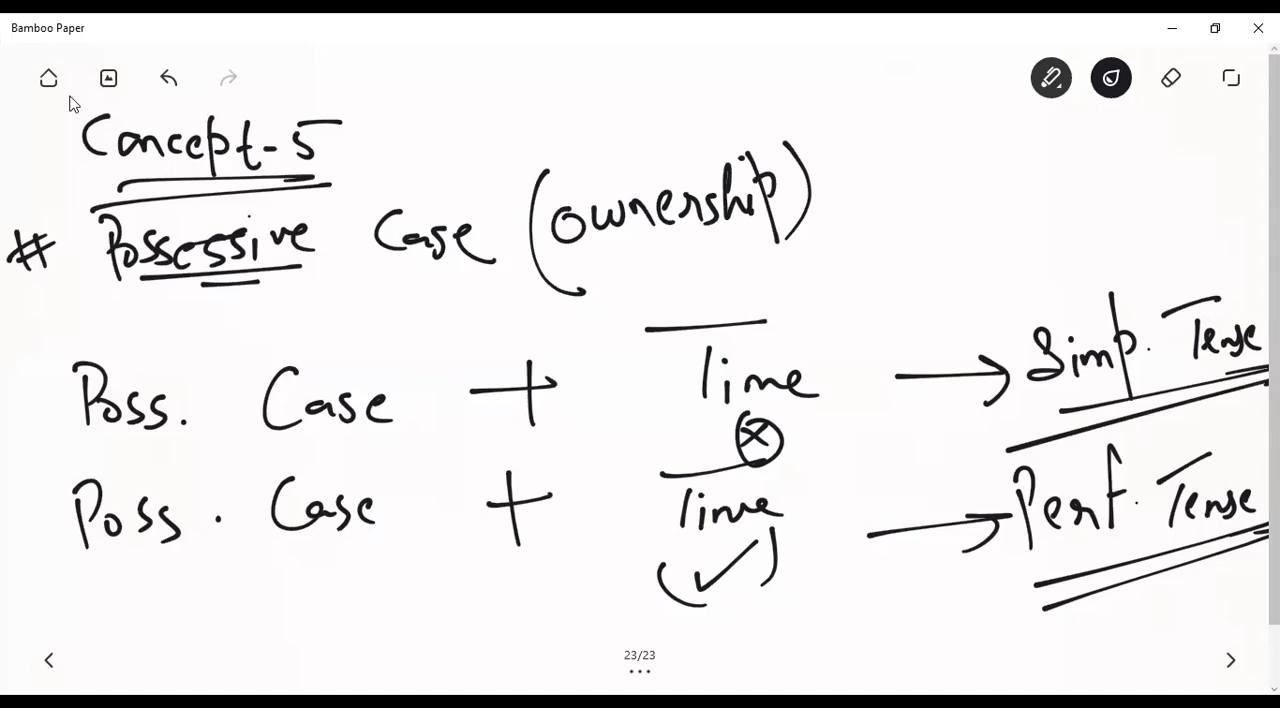 Bamboo Paper
Concept-5
# Possessive Case (ownership)
Poss. Case + Time → Simp. Tense
Poss. Case + Time → Perf. Tense
23/23